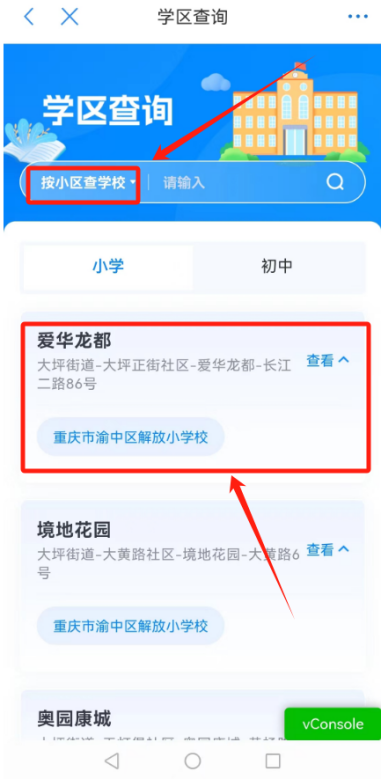 学区查询
学区查询
按小区查学校 请输入
小学 初中
爱华龙都
大坪街道-大坪正街社区-爱华龙都-长江
二路86号
查看
重庆市渝中区解放小学校
境地花园
大坪街道-大黄路社区-境地花园-大黄路6
号
查看
重庆市渝中区解放小学校
奥园康城
vConsole